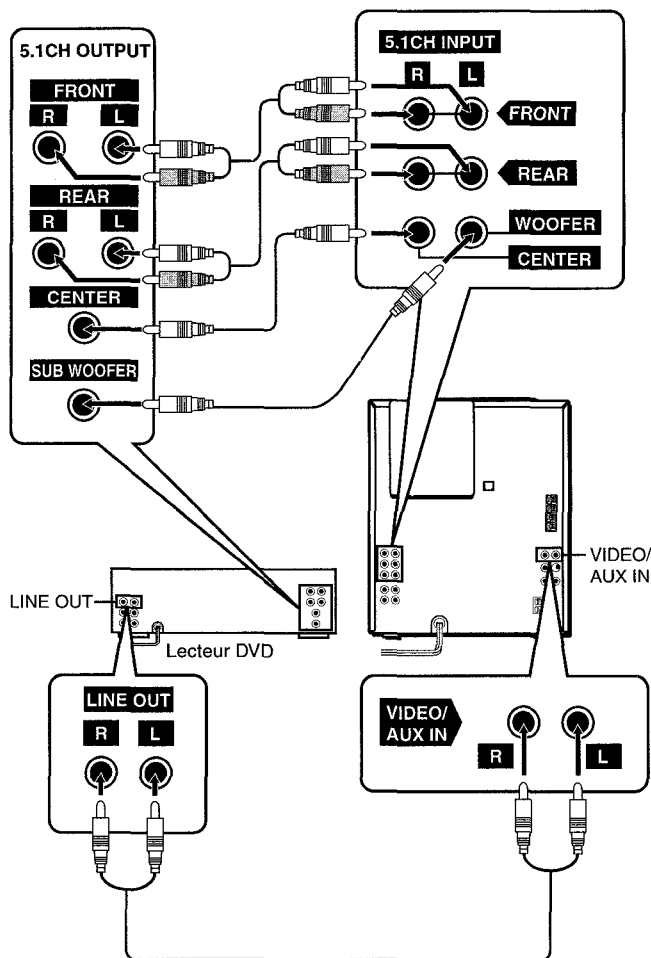 5.1CH OUTPUT
FRONT
R L
REAR
R L
CENTER
SUB WOOFER
5.1CH INPUT
R L
FRONT
REAR
WOOFER
CENTER
LINE OUT
Lecteur DVD
VIDEO/
AUX IN
LINE OUT
R L
VIDEO/
AUX IN
R L